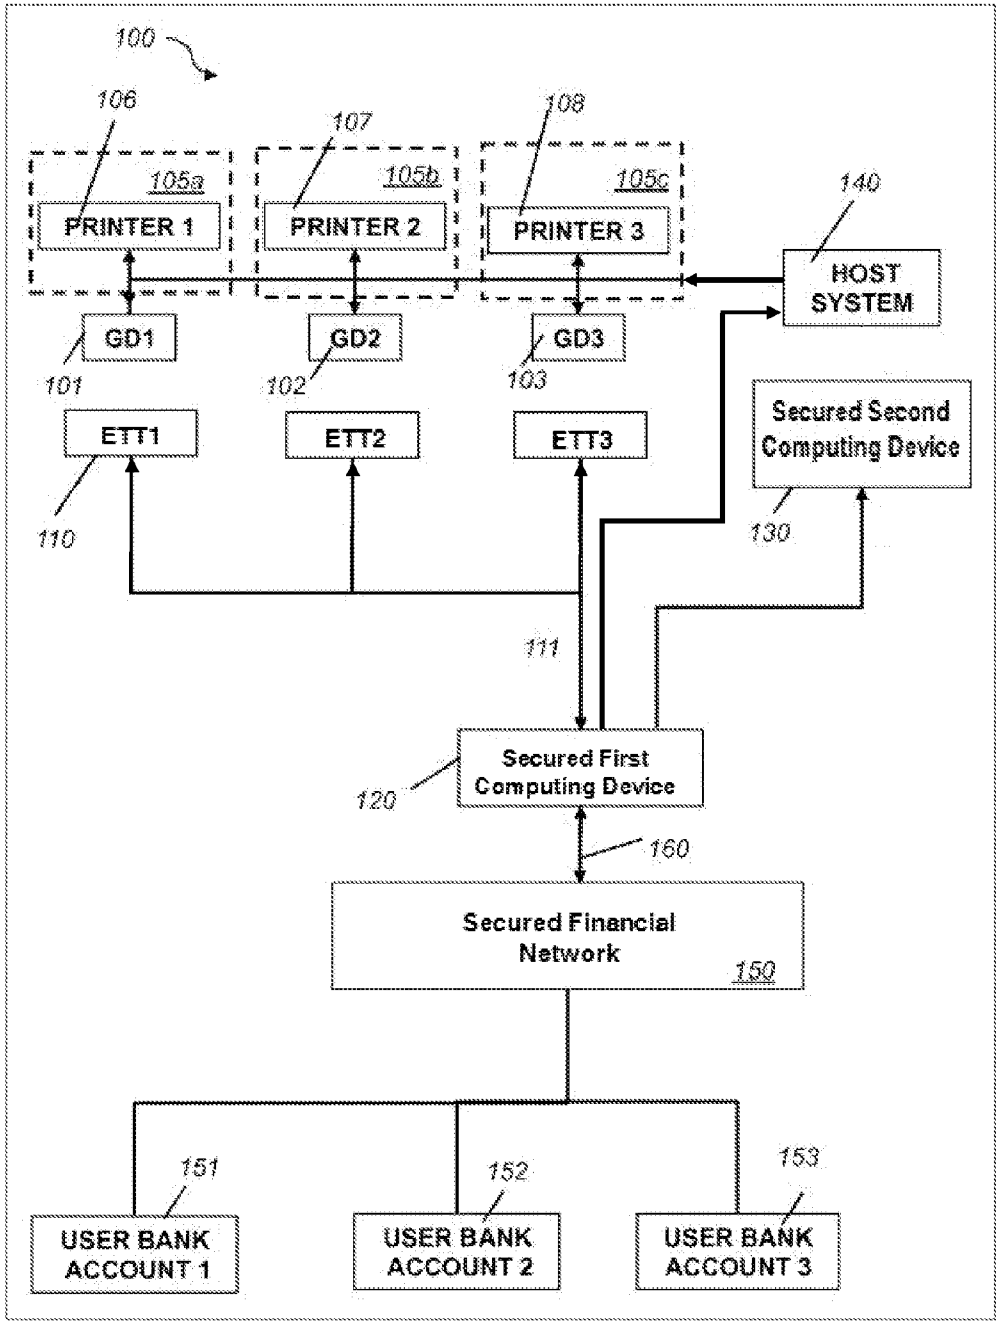 100
106
107
108
105a
105b
105c
140
PRINTER 1
PRINTER 2
PRINTER 3
HOST
SYSTEM
GD1
GD2
GD3
101
102
103
ETT1
ETT2
ETT3
Secured Second
Computing Device
110
130
111
Secured First
Computing Device
120
160
Secured Financial
Network
150
151
152
153
USER BANK
ACCOUNT 1
USER BANK
ACCOUNT 2
USER BANK
ACCOUNT 3